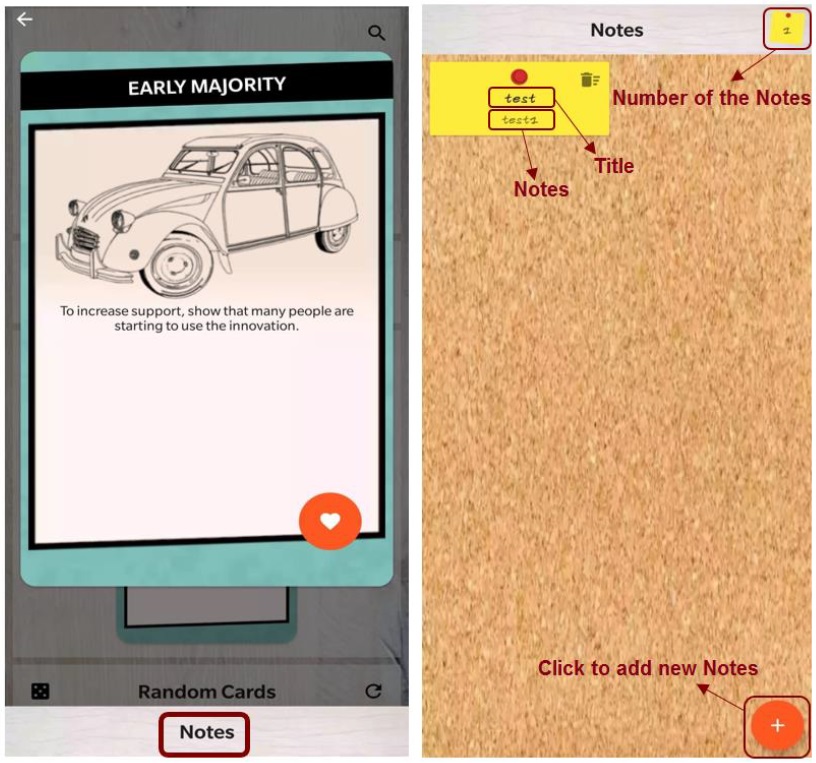 EARLY MAJORITY
To increase support, show that many people are
starting to use the innovation.
Random Cards
Notes
Notes
1
Number of the Notes
test
test1
Title
Notes
Click to add new Notes
+